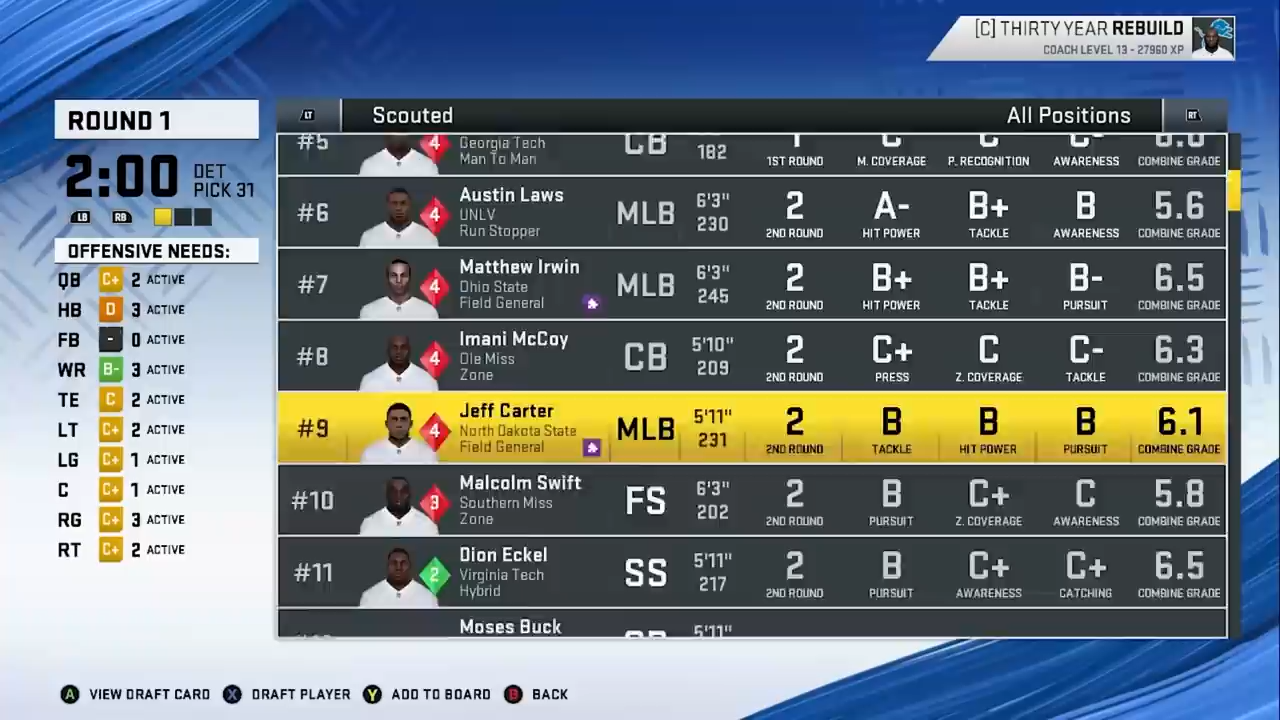 [C] THIRTY YEAR REBUILD
COACH LEVEL 13 - 27960 XP
ROUND 1
2:00 DET PICK 31
LB RB
OFFENSIVE NEEDS:
QB C+ 2 ACTIVE
HB D 3 ACTIVE
FB - 0 ACTIVE
WR B- 3 ACTIVE
TE C 2 ACTIVE
LT C+ 2 ACTIVE
LG C+ 1 ACTIVE
C C+ 1 ACTIVE
RG C+ 3 ACTIVE
RT C+ 2 ACTIVE
LT Scouted All Positions RT
#5 4 Georgia Tech CB 182
Man To Man 1ST ROUND M. COVERAGE P. RECOGNITION AWARENESS COMBINE GRADE
Austin Laws 6'3"
#6 4 UNLV MLB 230 2 A- B+ B 5.6
Run Stopper 2ND ROUND HIT POWER TACKLE AWARENESS COMBINE GRADE
Matthew Irwin 6'3"
#7 4 Ohio State MLB 245 2 B+ B+ B- 6.5
Field General 2ND ROUND HIT POWER TACKLE PURSUIT COMBINE GRADE
Imani McCoy 5'10"
#8 4 Ole Miss CB 209 2 C+ C C- 6.3
Zone 2ND ROUND PRESS Z. COVERAGE TACKLE COMBINE GRADE
Jeff Carter 5'11"
#9 4 North Dakota State MLB 231 2 B B B 6.1
Field General 2ND ROUND TACKLE HIT POWER PURSUIT COMBINE GRADE
Malcolm Swift 6'3"
#10 3 Southern Miss FS 202 2 B C+ C 5.8
Zone 2ND ROUND PURSUIT Z. COVERAGE AWARENESS COMBINE GRADE
Dion Eckel 5'11"
#11 2 Virginia Tech SS 217 2 B C+ C+ 6.5
Hybrid 2ND ROUND PURSUIT AWARENESS CATCHING COMBINE GRADE
Moses Buck 5'11"
A VIEW DRAFT CARD X DRAFT PLAYER Y ADD TO BOARD B BACK